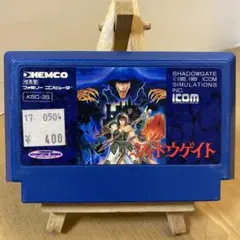 KEMCO
ファミリー コンピュータ
KSC-3S
SHADOWGATE
© 1985, 1989 ICOM
SIMULATIONS
INC.
ICOM
17 0504
¥ 400
シャドウゲイト